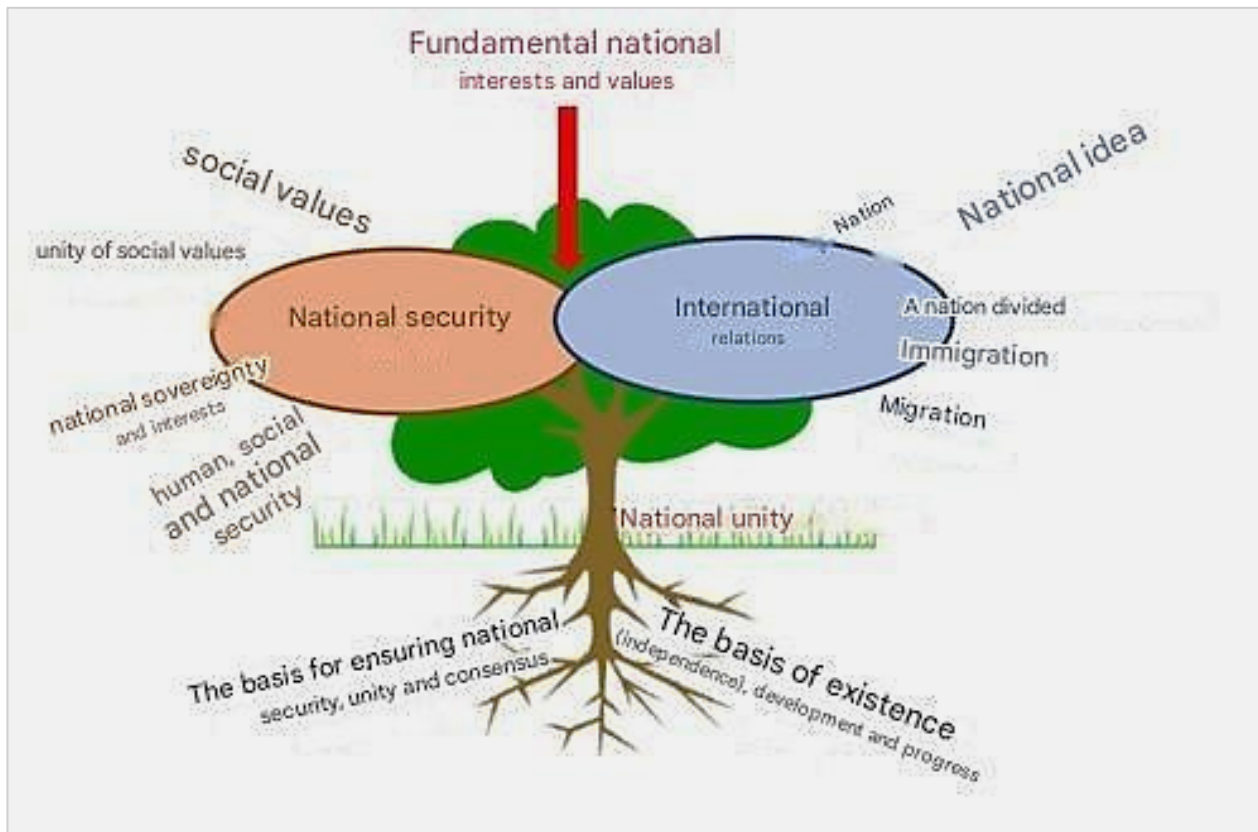 Fundamental national
interests and values
social values
National idea
Nation
unity of social values
National security
International
relations
A nation divided
Immigration
national sovereignty
and interests
Migration
human, social
and national
security
National unity
The basis for ensuring national
security, unity and consensus
The basis of existence
(independence), development and progress